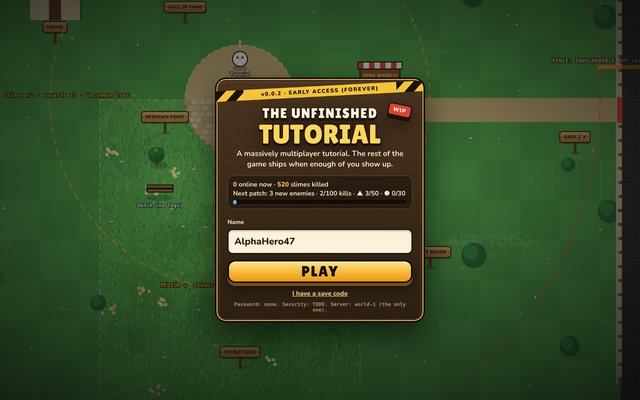 HALL OF FAME
HOUSE
Tutorial
OPEN (BARELY)
FENCE: INVULNERABLE
slimes x2 · rewards x3 · Uncommon loot
RESPAWN POINT
AREA 2 →
bench (no legs)
v0.0.2 · EARLY ACCESS (FOREVER)
WIP
THE UNFINISHED
TUTORIAL
A massively multiplayer tutorial. The rest of the
game ships when enough of you show up.
0 online now · 520 slimes killed
Next patch: 3 new enemies · 2/100 kills · ▲ 3/50 · ● 0/30
Name
AlphaHero47
PLAY
I have a save code
Password: none. Security: TODO. Server: world-1 (the only
one).
ART: TODO
BOARD
MEDIUM ★ slimes
WORLD EDGE